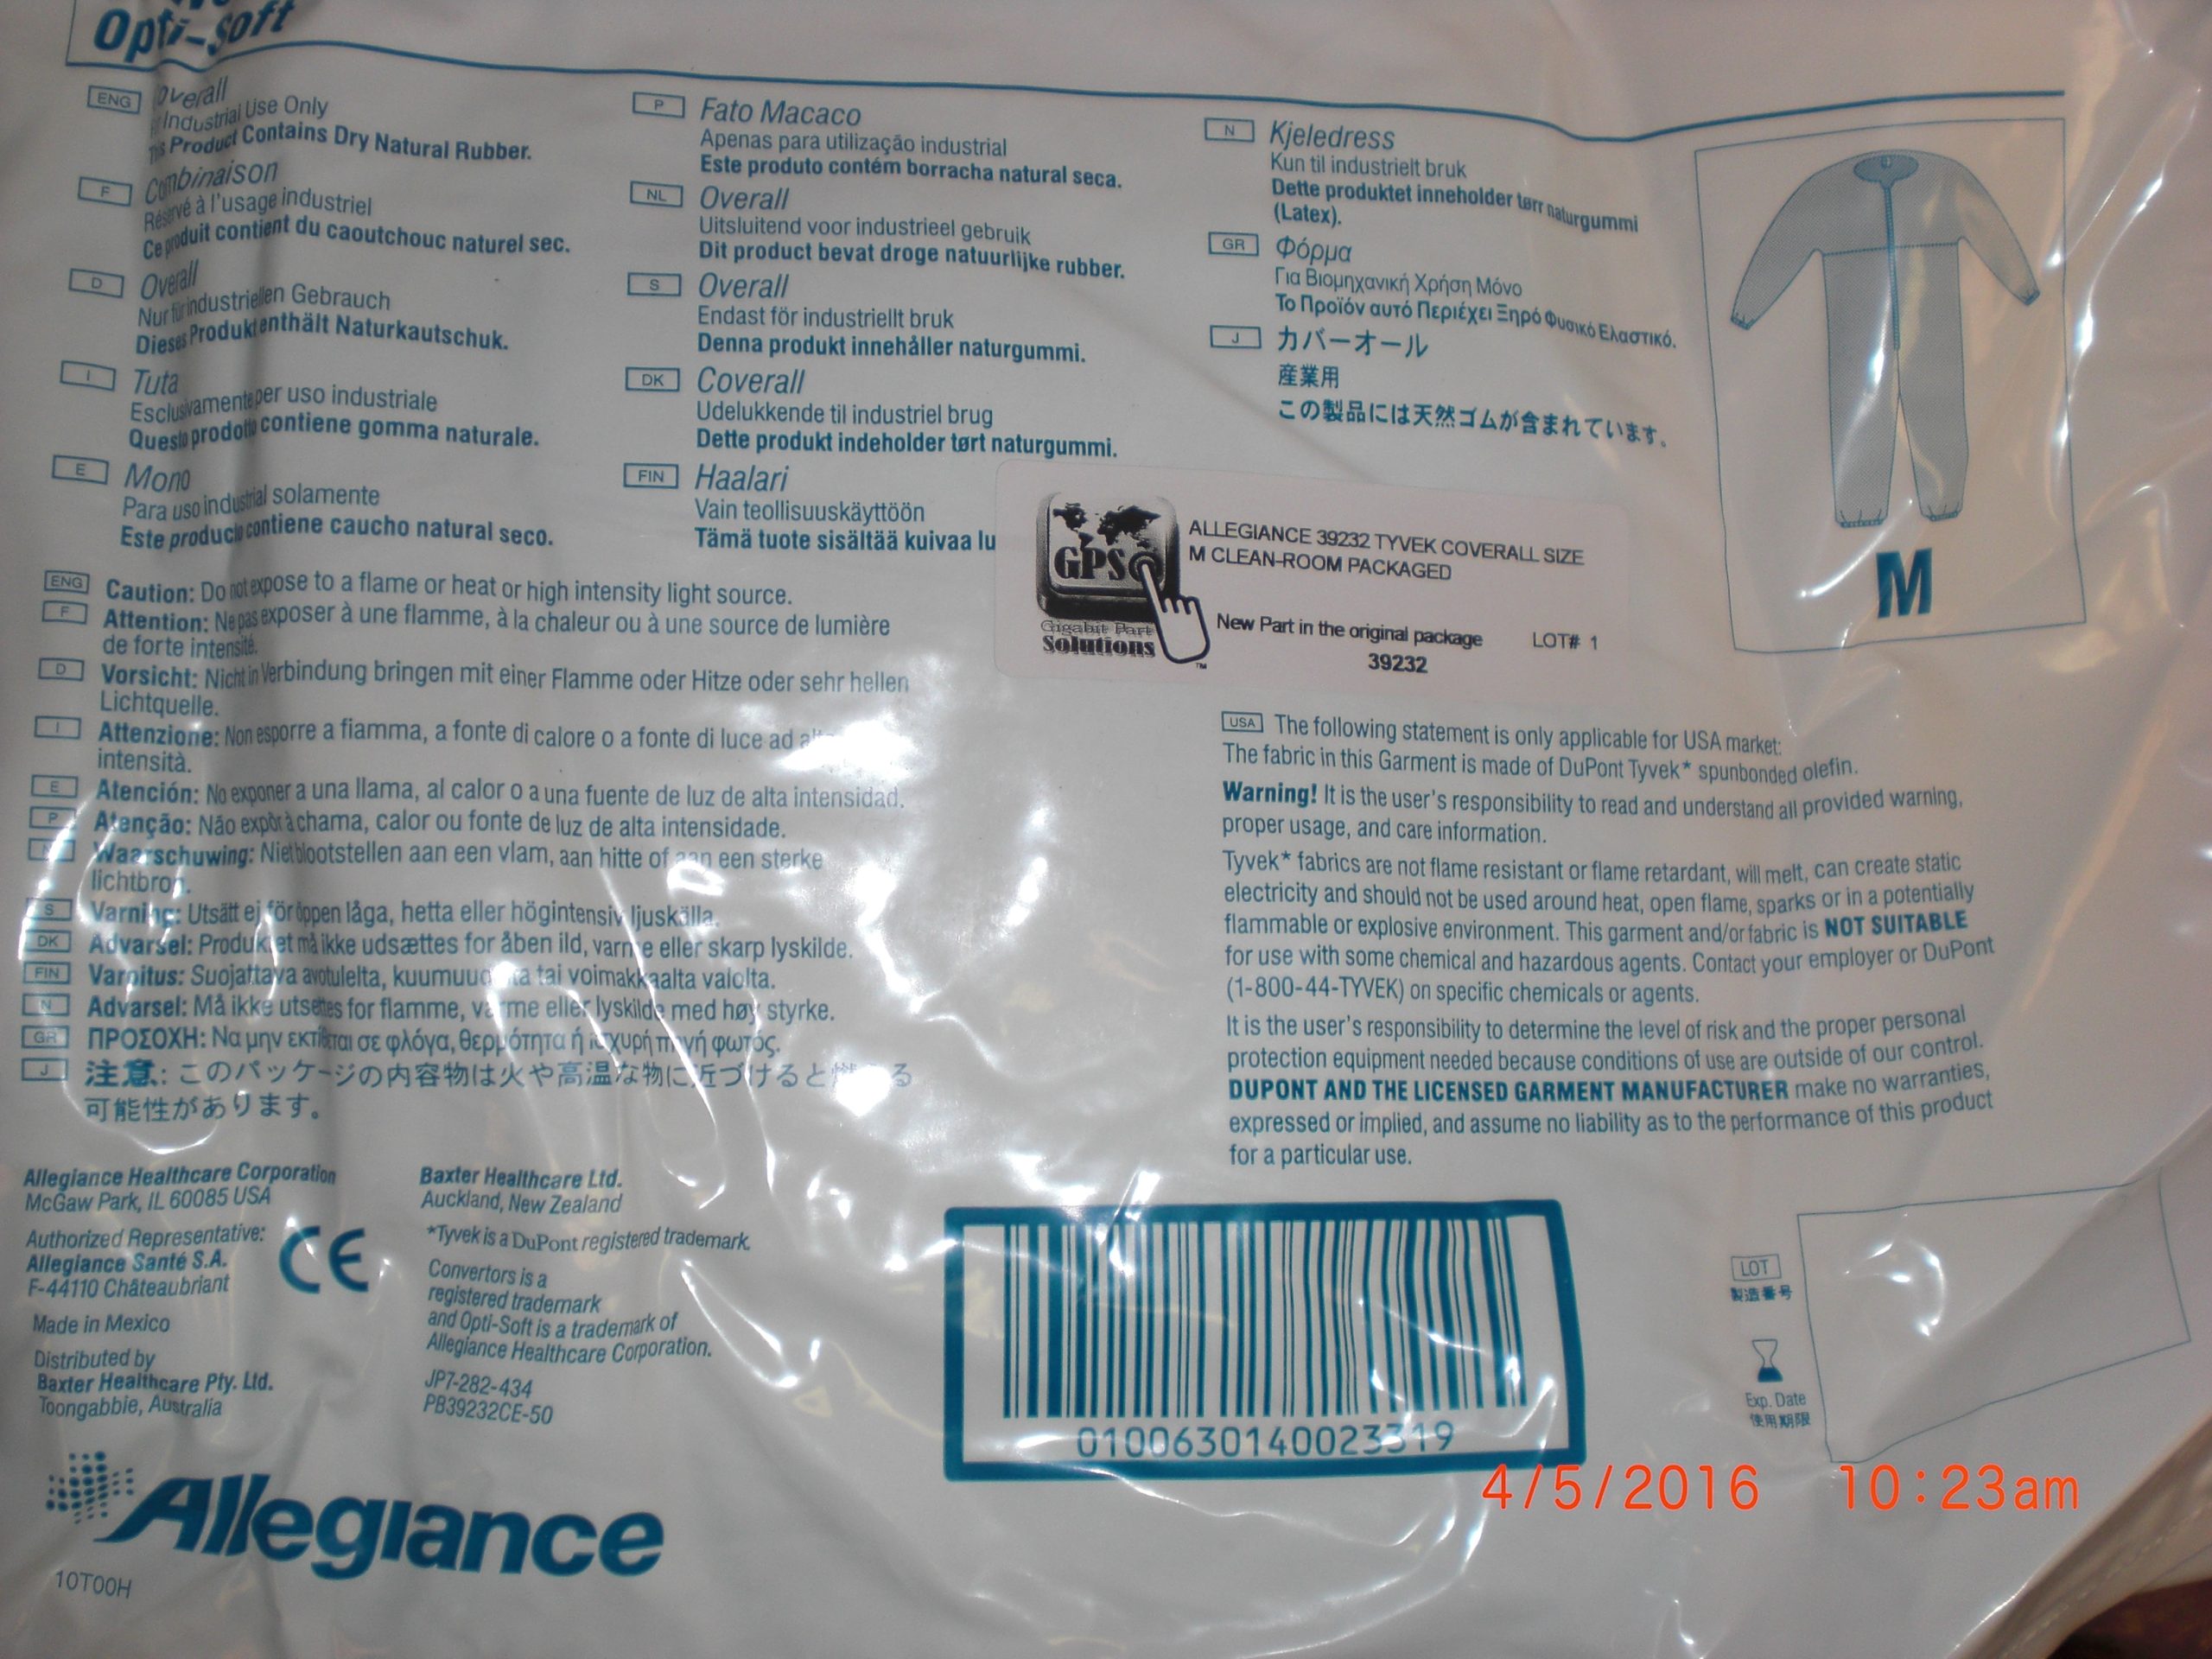 Opti-Soft
ENG Overall
Industrial Use Only
This Product Contains Dry Natural Rubber.
F Combinaison
Réservé à l'usage industriel
Ce produit contient du caoutchouc naturel sec.
D Overall
Nur für industriellen Gebrauch
Dieses Produkt enthält Naturkautschuk.
I Tuta
Esclusivamente per uso industriale
Questo prodotto contiene gomma naturale.
E Mono
Para uso industrial solamente
Este producto contiene caucho natural seco.
P Fato Macaco
Apenas para utilização industrial
Este produto contém borracha natural seca.
NL Overall
Uitsluitend voor industrieel gebruik
Dit product bevat droge natuurlijke rubber.
S Overall
Endast för industriellt bruk
Denna produkt innehåller naturgummi.
DK Coverall
Udelukkende til industriel brug
Dette produkt indeholder tørt naturgummi.
FIN Haalari
Vain teollisuuskäyttöön
Tämä tuote sisältää kuivaa lu
N Kjeledress
Kun til industrielt bruk
Dette produktet inneholder tørr naturgummi
(Latex).
GR Φόρμα
Για Βιομηχανική Χρήση Μόνο
Το Προϊόν αυτό Περιέχει Ξηρό Φυσικό Ελαστικό.
J カバーオール
産業用
この製品には天然ゴムが含まれています。
M
GPS
Gigabit Part
Solutions
TM
ALLEGIANCE 39232 TYVEK COVERALL SIZE
M CLEAN-ROOM PACKAGED
New Part in the original package LOT# 1
39232
ENG Caution: Do not expose to a flame or heat or high intensity light source.
F Attention: Ne pas exposer à une flamme, à la chaleur ou à une source de lumière
de forte intensité.
D Vorsicht: Nicht in Verbindung bringen mit einer Flamme oder Hitze oder sehr hellen
Lichtquelle.
I Attenzione: Non esporre a fiamma, a fonte di calore o a fonte di luce ad
intensità.
E Atención: No exponer a una llama, al calor o a una fuente de luz de alta intensidad.
P Atenção: Não expôr à chama, calor ou fonte de luz de alta intensidade.
Waarschuwing: Niet blootstellen aan een vlam, aan hitte of aan een sterke
lichtbron.
S Varning: Utsätt ej för öppen låga, hetta eller högintensiv ljuskälla.
DK Advarsel: Produktet må ikke udsættes for åben ild, varme eller skarp lyskilde.
FIN Varoitus: Suojattava avotulelta, kuumuudelta tai voimakkaalta valolta.
N Advarsel: Må ikke utsettes for flamme, varme eller lyskilde med høy styrke.
GR ΠΡΟΣΟΧΗ: Να μην εκτίθεται σε φλόγα, θερμότητα ή ισχυρή πηγή φωτός.
J 注意: このパッケージの内容物は火や高温な物に近づけると燃える
可能性があります。
USA The following statement is only applicable for USA market:
The fabric in this Garment is made of DuPont Tyvek* spunbonded olefin.
Warning! It is the user's responsibility to read and understand all provided warning,
proper usage, and care information.
Tyvek* fabrics are not flame resistant or flame retardant, will melt, can create static
electricity and should not be used around heat, open flame, sparks or in a potentially
flammable or explosive environment. This garment and/or fabric is NOT SUITABLE
for use with some chemical and hazardous agents. Contact your employer or DuPont
(1-800-44-TYVEK) on specific chemicals or agents.
It is the user's responsibility to determine the level of risk and the proper personal
protection equipment needed because conditions of use are outside of our control.
DUPONT AND THE LICENSED GARMENT MANUFACTURER make no warranties,
expressed or implied, and assume no liability as to the performance of this product
for a particular use.
Allegiance Healthcare Corporation
McGaw Park, IL 60085 USA
Authorized Representative:
Allegiance Santé S.A.
F-44110 Châteaubriant
CE
Made in Mexico
Distributed by
Baxter Healthcare Pty. Ltd.
Toongabbie, Australia
Baxter Healthcare Ltd.
Auckland, New Zealand
*Tyvek is a DuPont registered trademark.
Convertors is a
registered trademark
and Opti-Soft is a trademark of
Allegiance Healthcare Corporation.
JP7-282-434
PB39232CE-50
0100630140023319
LOT
製造番号
Exp. Date
使用期限
Allegiance
10T00H
4/5/2016 10:23am